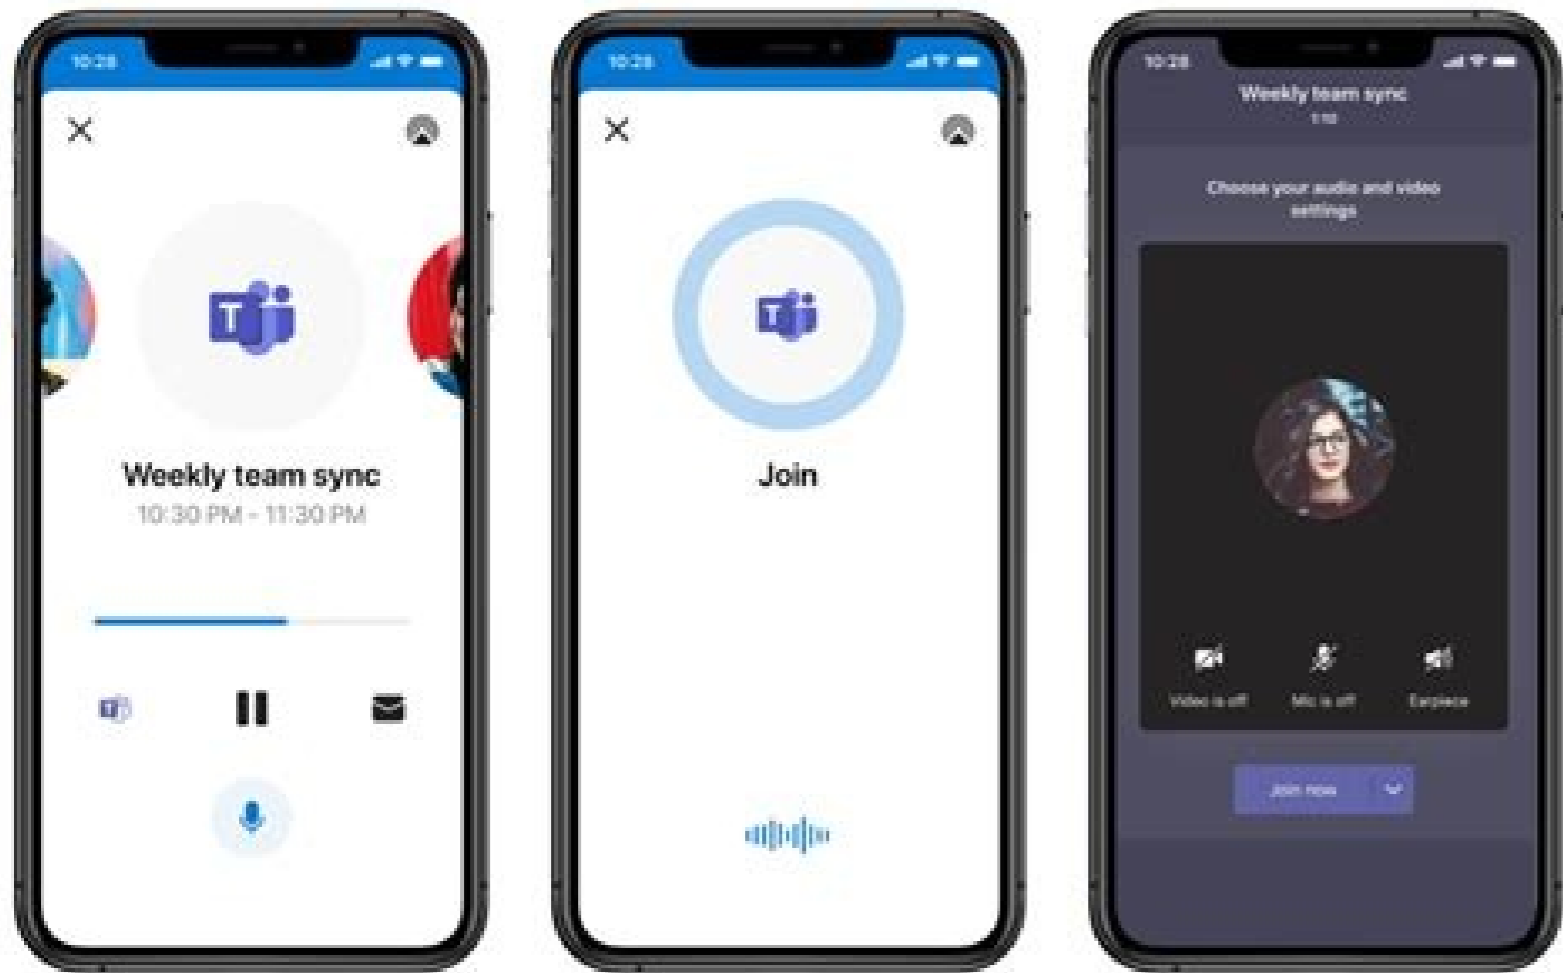 10:28
T
Weekly team sync
10:30 PM - 11:30 PM
T
10:28
T
Join
10:28
Weekly team sync
Choose your audio and video
settings
Video is off
Mic is off
Earpiece
Join now